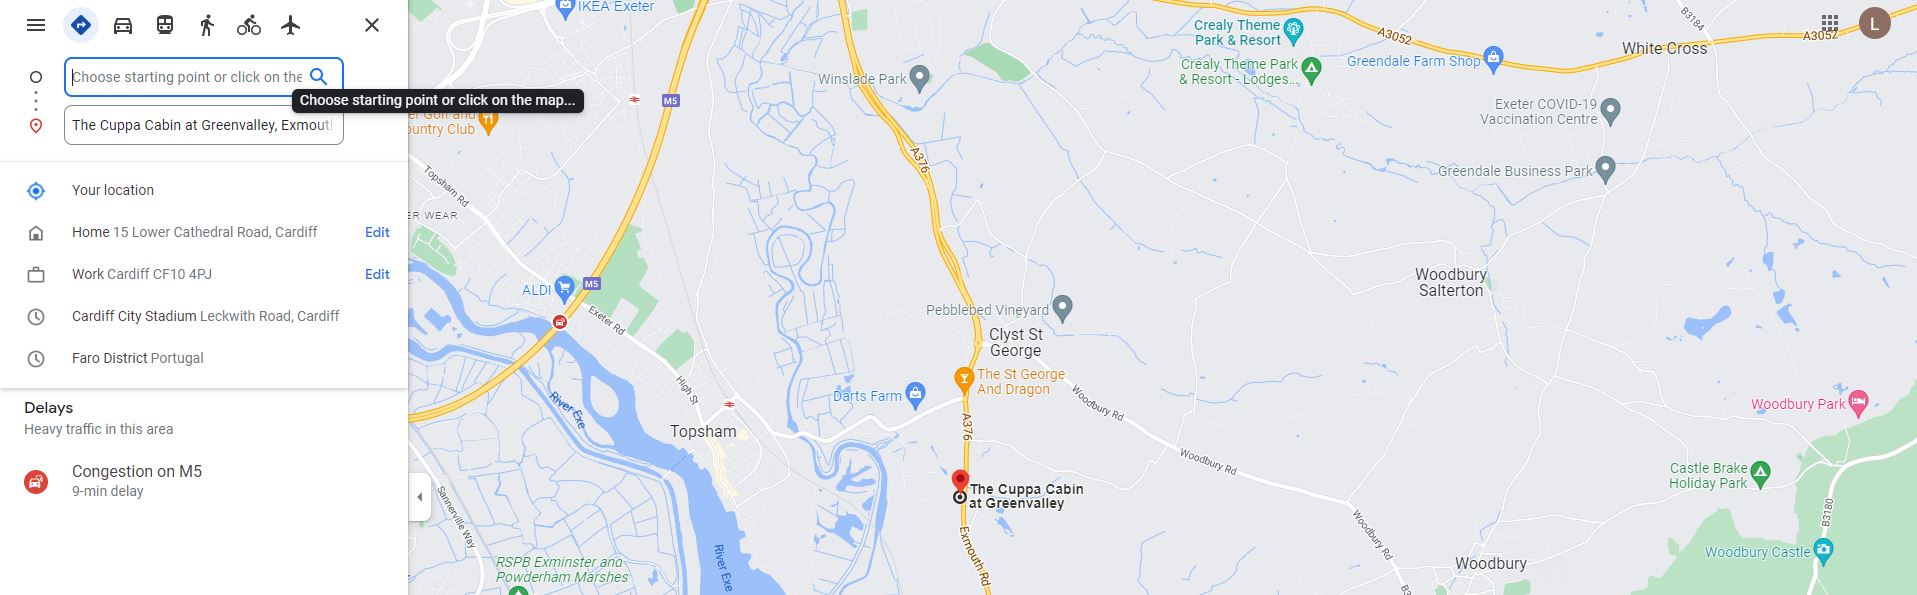 Choose starting point or click on the
Choose starting point or click on the map...
The Cuppa Cabin at Greenvalley, Exmouth
Your location
Home 15 Lower Cathedral Road, Cardiff
Edit
Work Cardiff CF10 4PJ
Edit
Cardiff City Stadium Leckwith Road, Cardiff
Faro District Portugal
Delays
Heavy traffic in this area
Congestion on M5
9-min delay
IKEA Exeter
Winslade Park
M5
er Golf and
ountry Club
Topsham Rd
ER WEAR
ALDI
M5
Exeter Rd
High St
River Exe
Topsham
Sannerville Way
River Exe
RSPB Exminster and
Powderham Marshes
A376
Pebblebed Vineyard
Clyst St
George
The St George
And Dragon
Darts Farm
A376
Woodbury Rd
Woodbury Rd
Woodbury Rd
The Cuppa Cabin
at Greenvalley
Exmouth Rd
Crealy Theme
Park & Resort
Crealy Theme Park
& Resort - Lodges...
A3052
Greendale Farm Shop
B3184
White Cross
A3052
L
Exeter COVID-19
Vaccination Centre
Greendale Business Park
Woodbury
Salterton
Woodbury Park
Castle Brake
Holiday Park
B3180
Woodbury Castle
Woodbury
B3